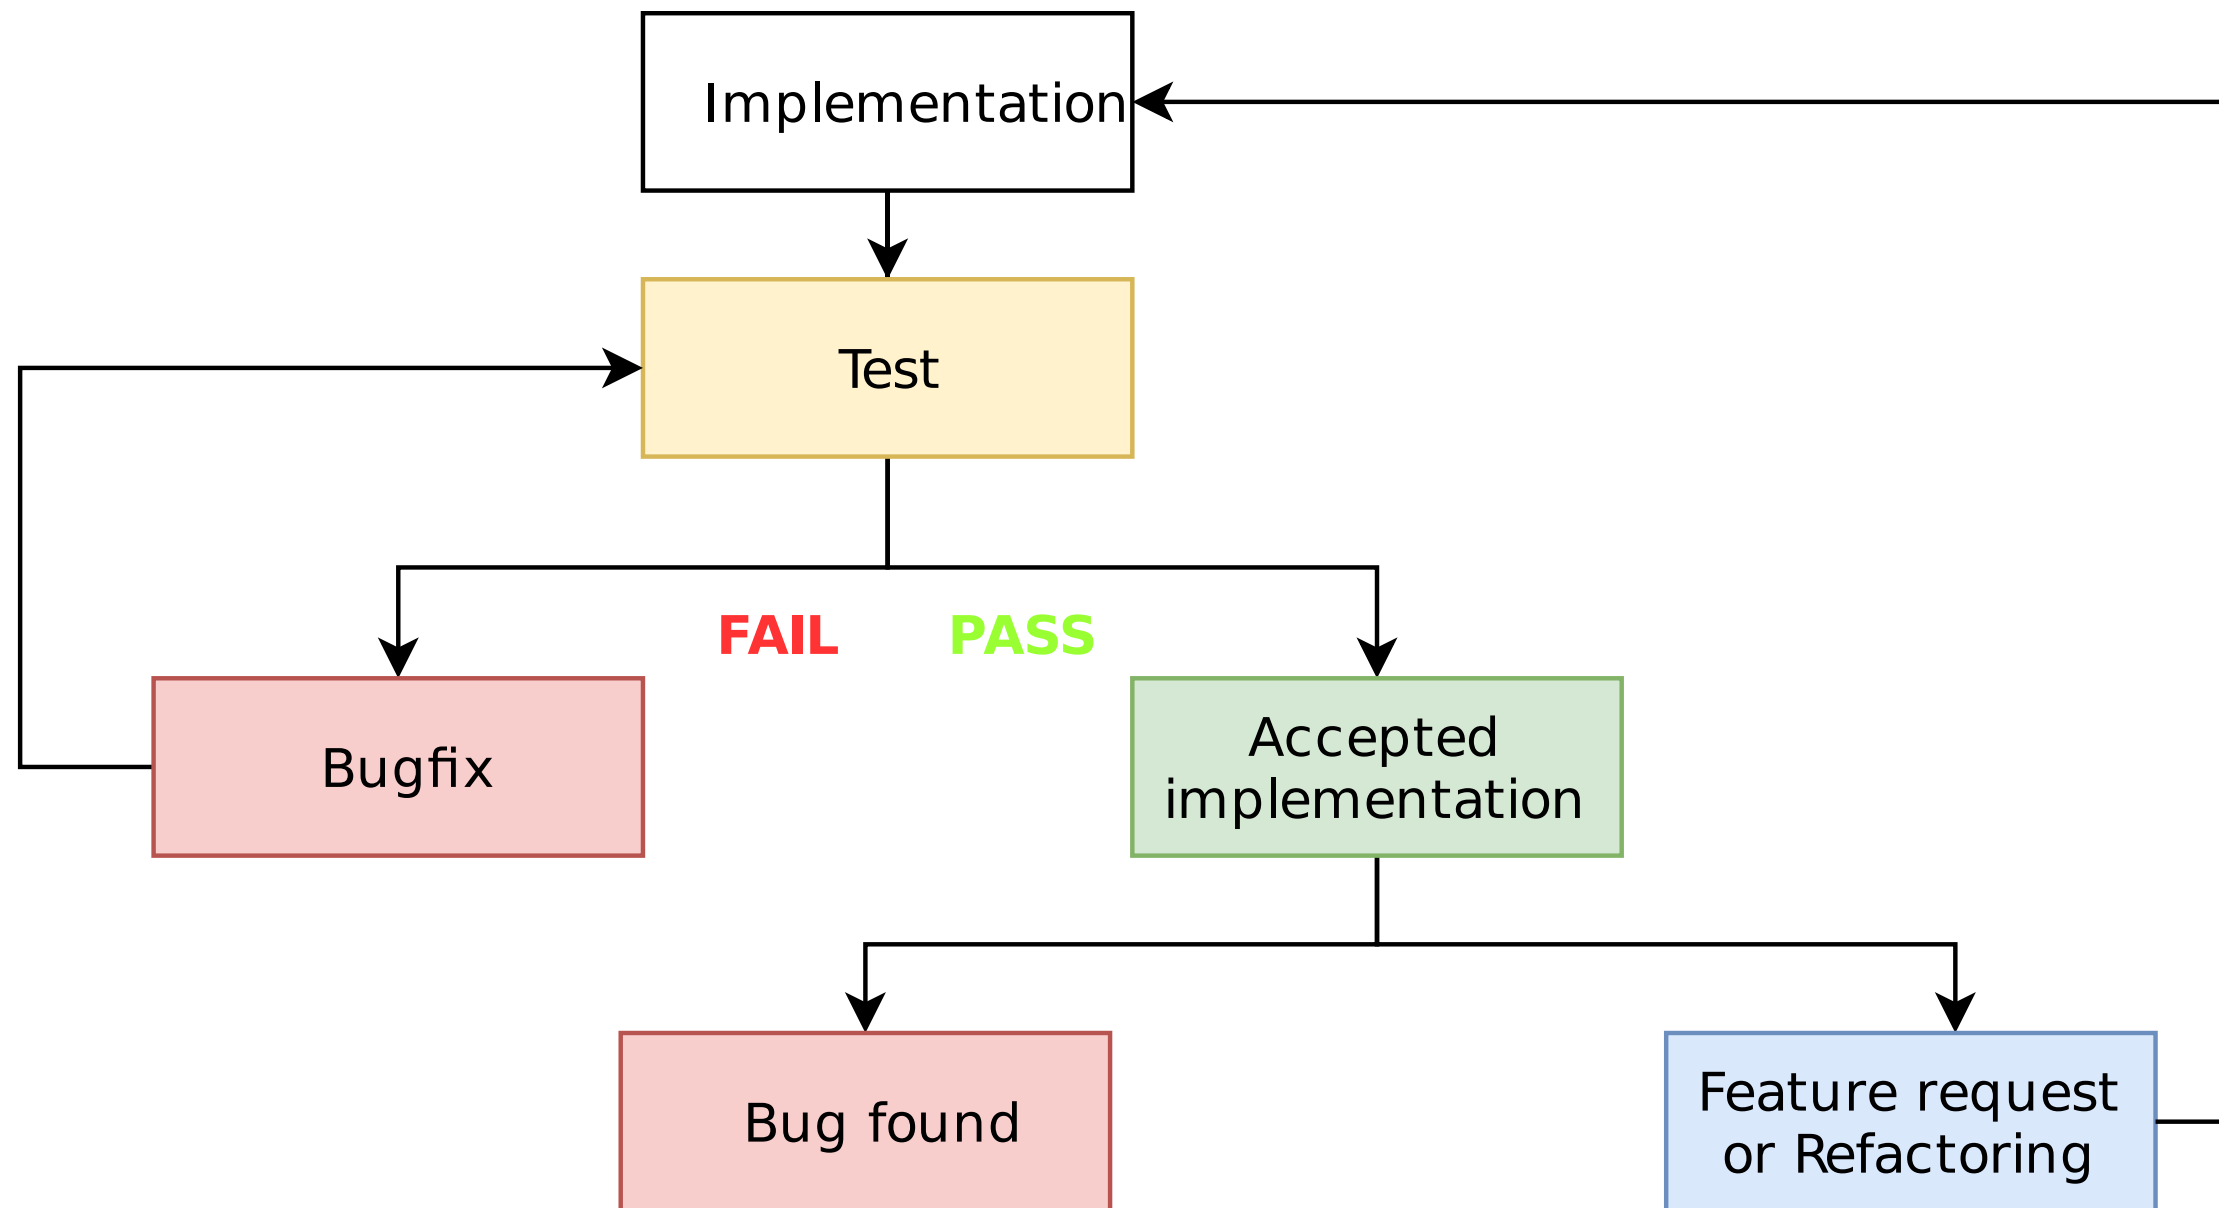 Implementation
Test
FAIL
PASS
Bugfix
Accepted
implementation
Bug found
Feature request
or Refactoring